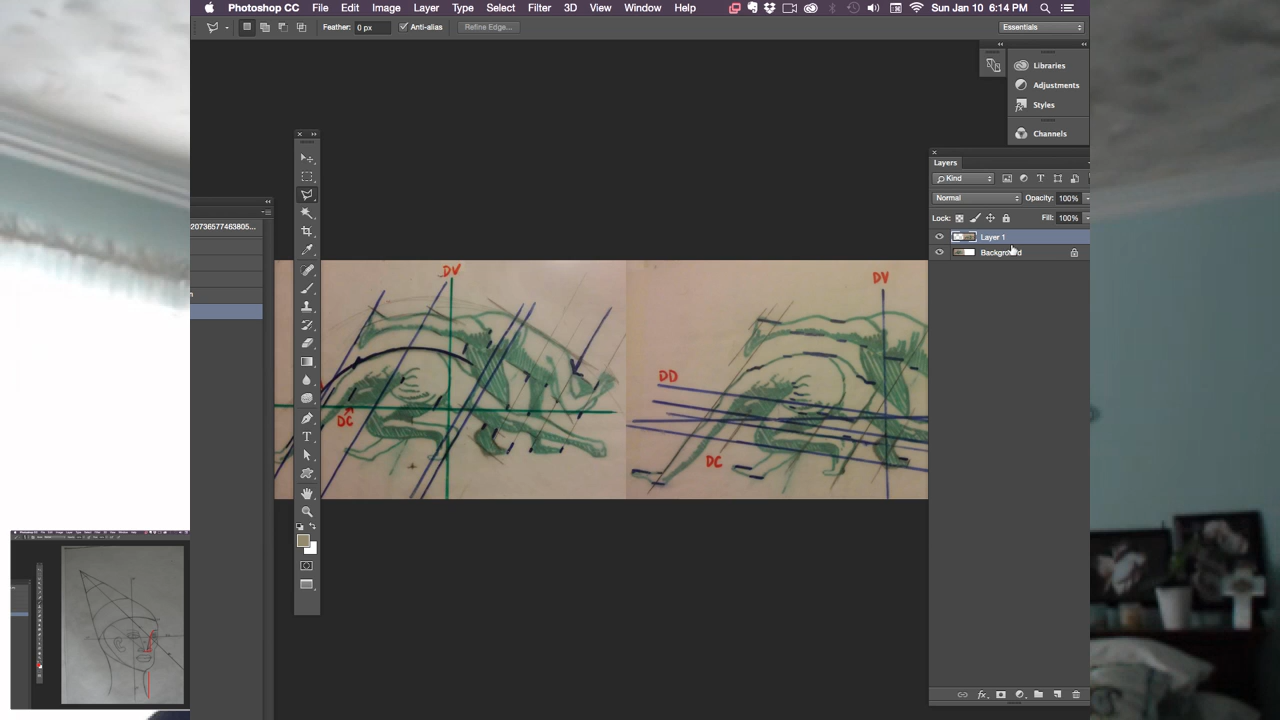 Photoshop CC File Edit Image Layer Type Select Filter 3D View Window Help Sun Jan 10 6:14 PM
Feather: 0 px Anti-alias Refine Edge... Essentials
Libraries
Adjustments
Styles
Channels
Layers
Kind
Normal Opacity: 100%
Lock: Fill: 100%
20736577463805...
Layer 1
Background
DV
DV
DD
DC
DC
T
fx